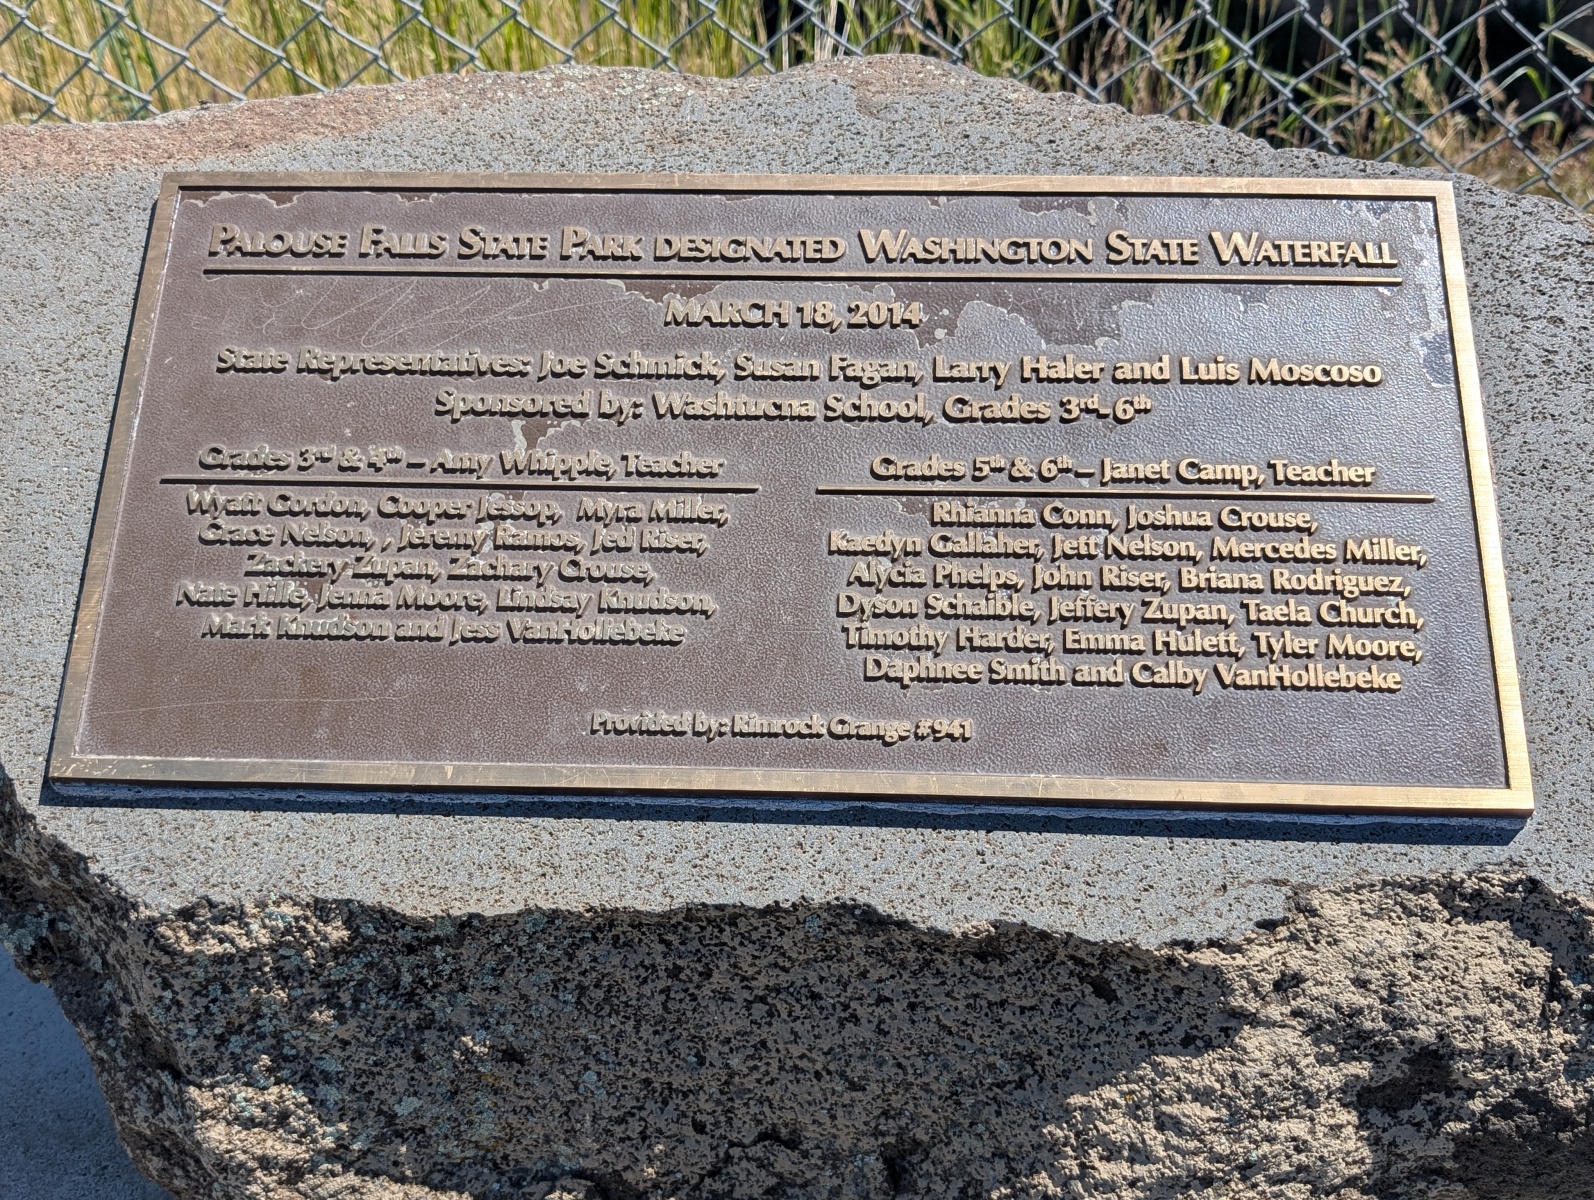 PALOUSE FALLS STATE PARK DESIGNATED WASHINGTON STATE WATERFALL
MARCH 18, 2014
State Representatives: Joe Schmick, Susan Fagan, Larry Haler and Luis Moscoso
Sponsored by: Washtucna School, Grades 3rd-6th
Grades 3rd & 4th – Amy Whipple, Teacher
Wyatt Gordon, Cooper Jessop, Myra Miller,
Grace Nelson, , Jeremy Ramos, Jed Riser,
Zackery Zupan, Zachary Crouse,
Nate Hille, Jenna Moore, Lindsay Knudson,
Mark Knudson and Jess VanHollebeke
Grades 5th & 6th – Janet Camp, Teacher
Rhianna Conn, Joshua Crouse,
Kaedyn Gallaher, Jett Nelson, Mercedes Miller,
Alycia Phelps, John Riser, Briana Rodriguez,
Dyson Schaible, Jeffery Zupan, Taela Church,
Timothy Harder, Emma Hulett, Tyler Moore,
Daphnee Smith and Calby VanHollebeke
Provided by: Rimrock Grange #941